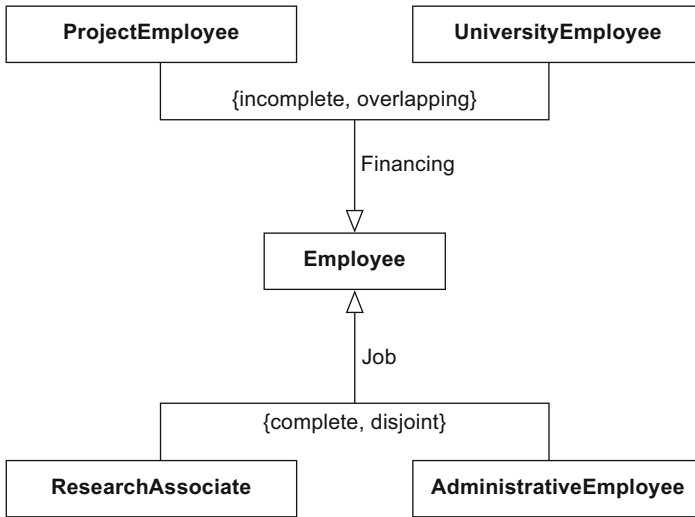 ProjectEmployee
UniversityEmployee
{incomplete, overlapping}
Financing
Employee
Job
{complete, disjoint}
ResearchAssociate
AdministrativeEmployee